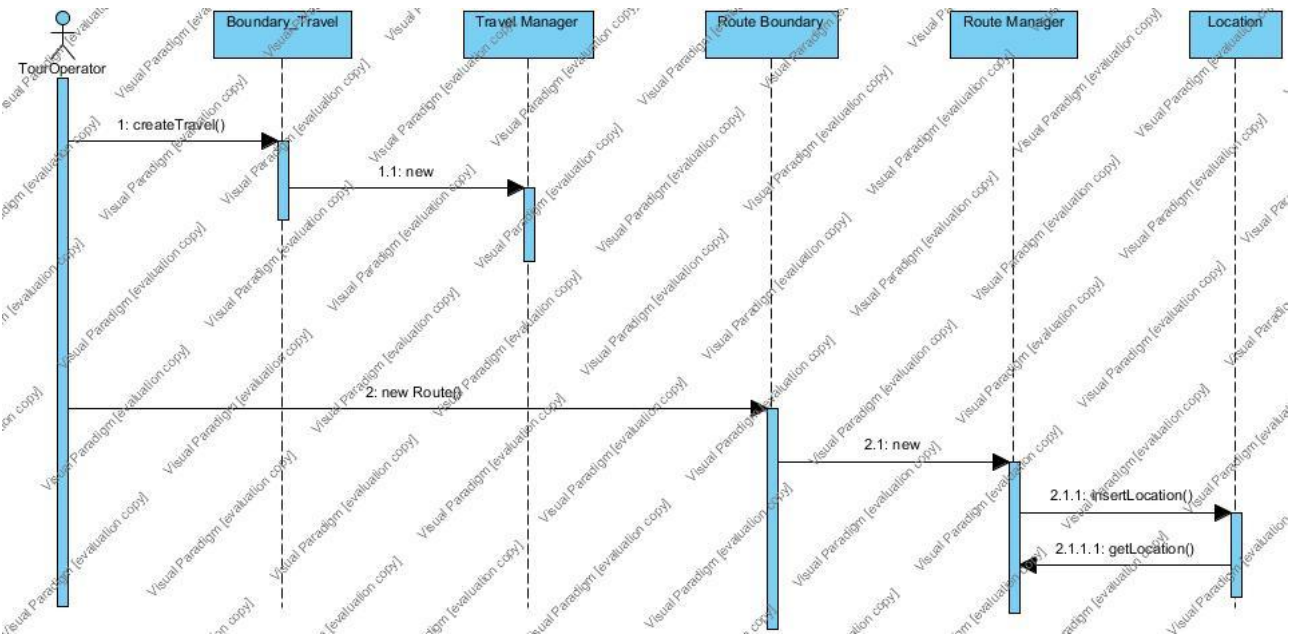 Boundary_Travel
Travel Manager
Route Boundary
Route Manager
Location
TourOperator
1: createTravel()
1.1: new
2: new Route()
2.1: new
2.1.1: insertLocation()
2.1.1.1: getLocation()
Visual Paradigm [evaluation copy]